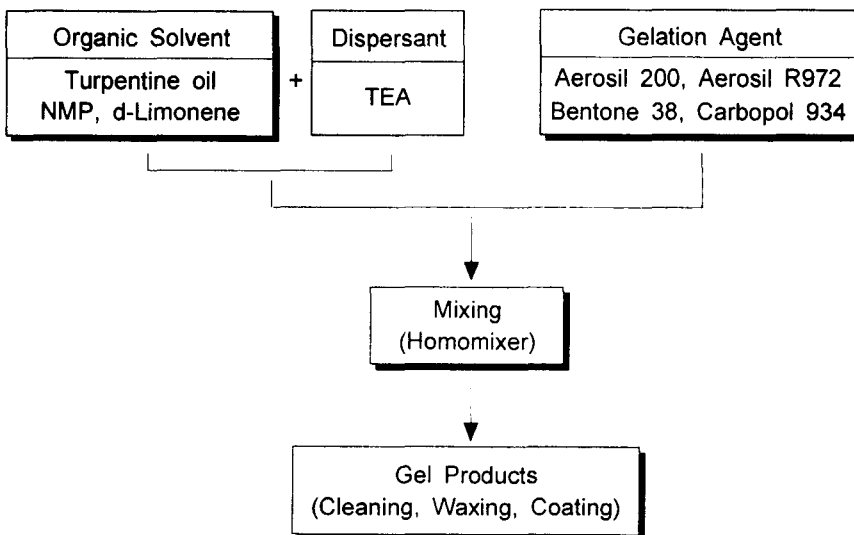 Organic Solvent
Turpentine oil
NMP, d-Limonene
+
Dispersant
TEA
Gelation Agent
Aerosil 200, Aerosil R972
Bentone 38, Carbopol 934
Mixing
(Homomixer)
Gel Products
(Cleaning, Waxing, Coating)